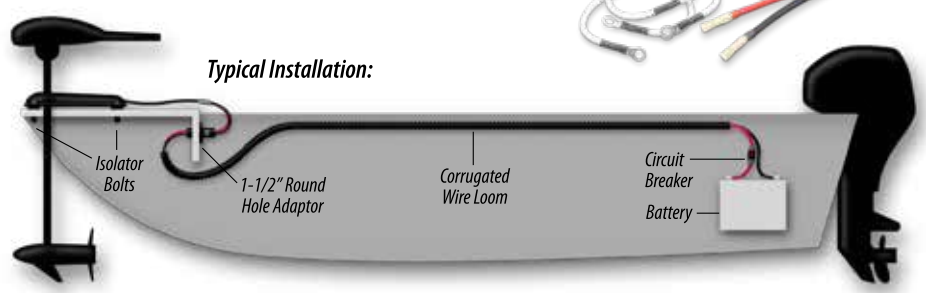 Typical Installation:
Isolator
Bolts
1-1/2" Round
Hole Adaptor
Corrugated
Wire Loom
Circuit
Breaker
Battery